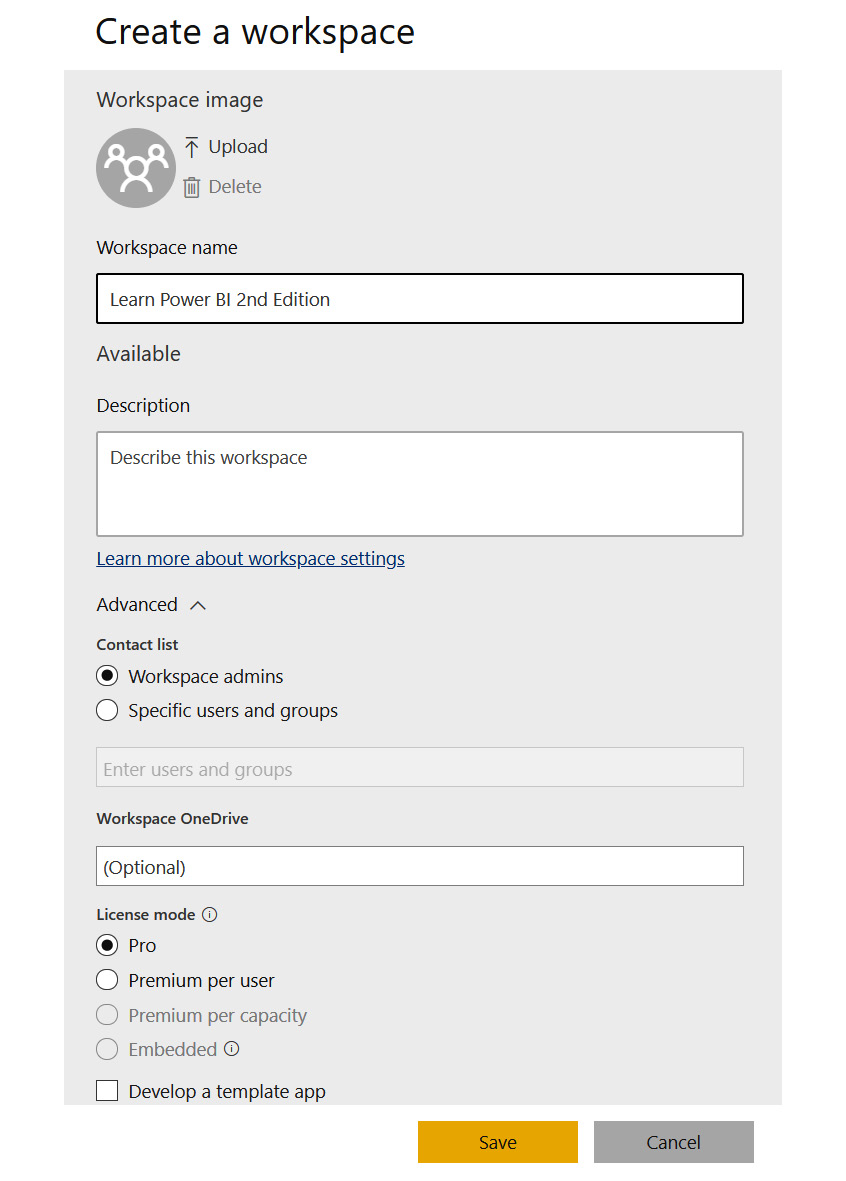 Create a workspace
Workspace image
Upload
Delete
Workspace name
Learn Power BI 2nd Edition
Available
Description
Describe this workspace
Learn more about workspace settings
Advanced
Contact list
Workspace admins
Specific users and groups
Enter users and groups
Workspace OneDrive
(Optional)
License mode
Pro
Premium per user
Premium per capacity
Embedded
Develop a template app
Save
Cancel